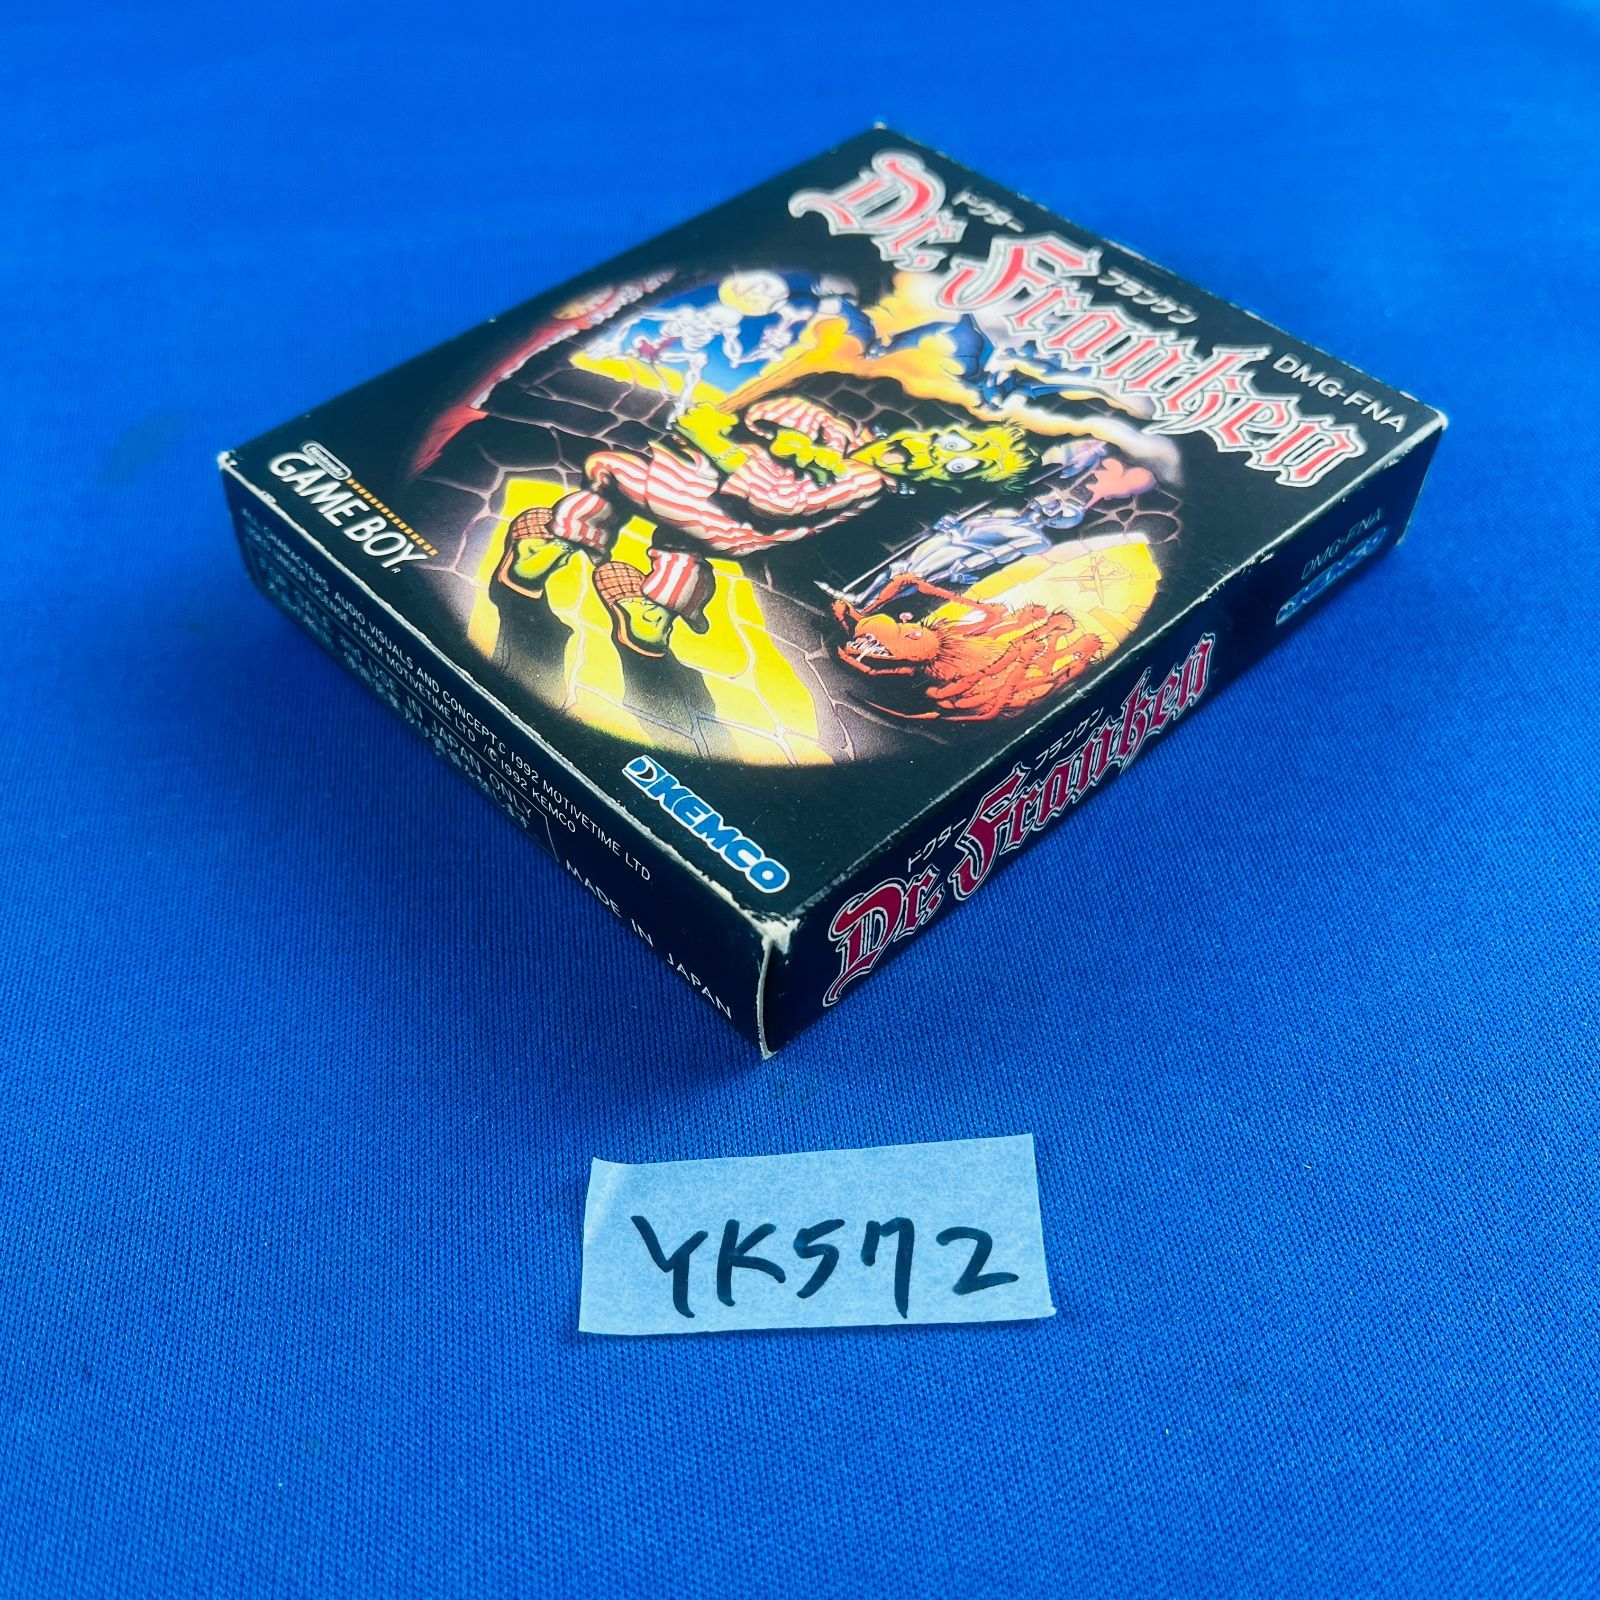 ドクター フランケン
Dr. Franken
DMG-FNA
Nintendo
GAME BOY
KEMCO
ALL CHARACTERS, AUDIO VISUALS AND CONCEPT © 1992 MOTIVETIME LTD
USED UNDER LICENSE FROM MOTIVETIME LTD. /© 1992 KEMCO
FOR SALE and USE IN JAPAN ONLY
MADE IN JAPAN
ドクター フランケン
Dr. Franken
DMG-FNA
KEMCO
YK572